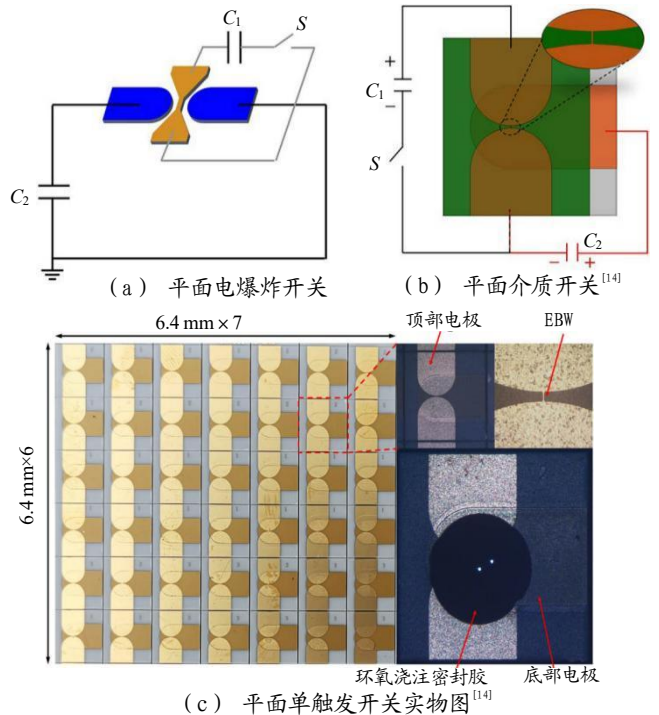 C₁
S
C₂
(a) 平面电爆炸开关
+
C₁
−
S
C₂
− +
(b) 平面介质开关[14]
6.4 mm×7
6.4 mm×6
顶部电极
EBW
环氧浇注密封胶
底部电极
(c) 平面单触发开关实物图[14]